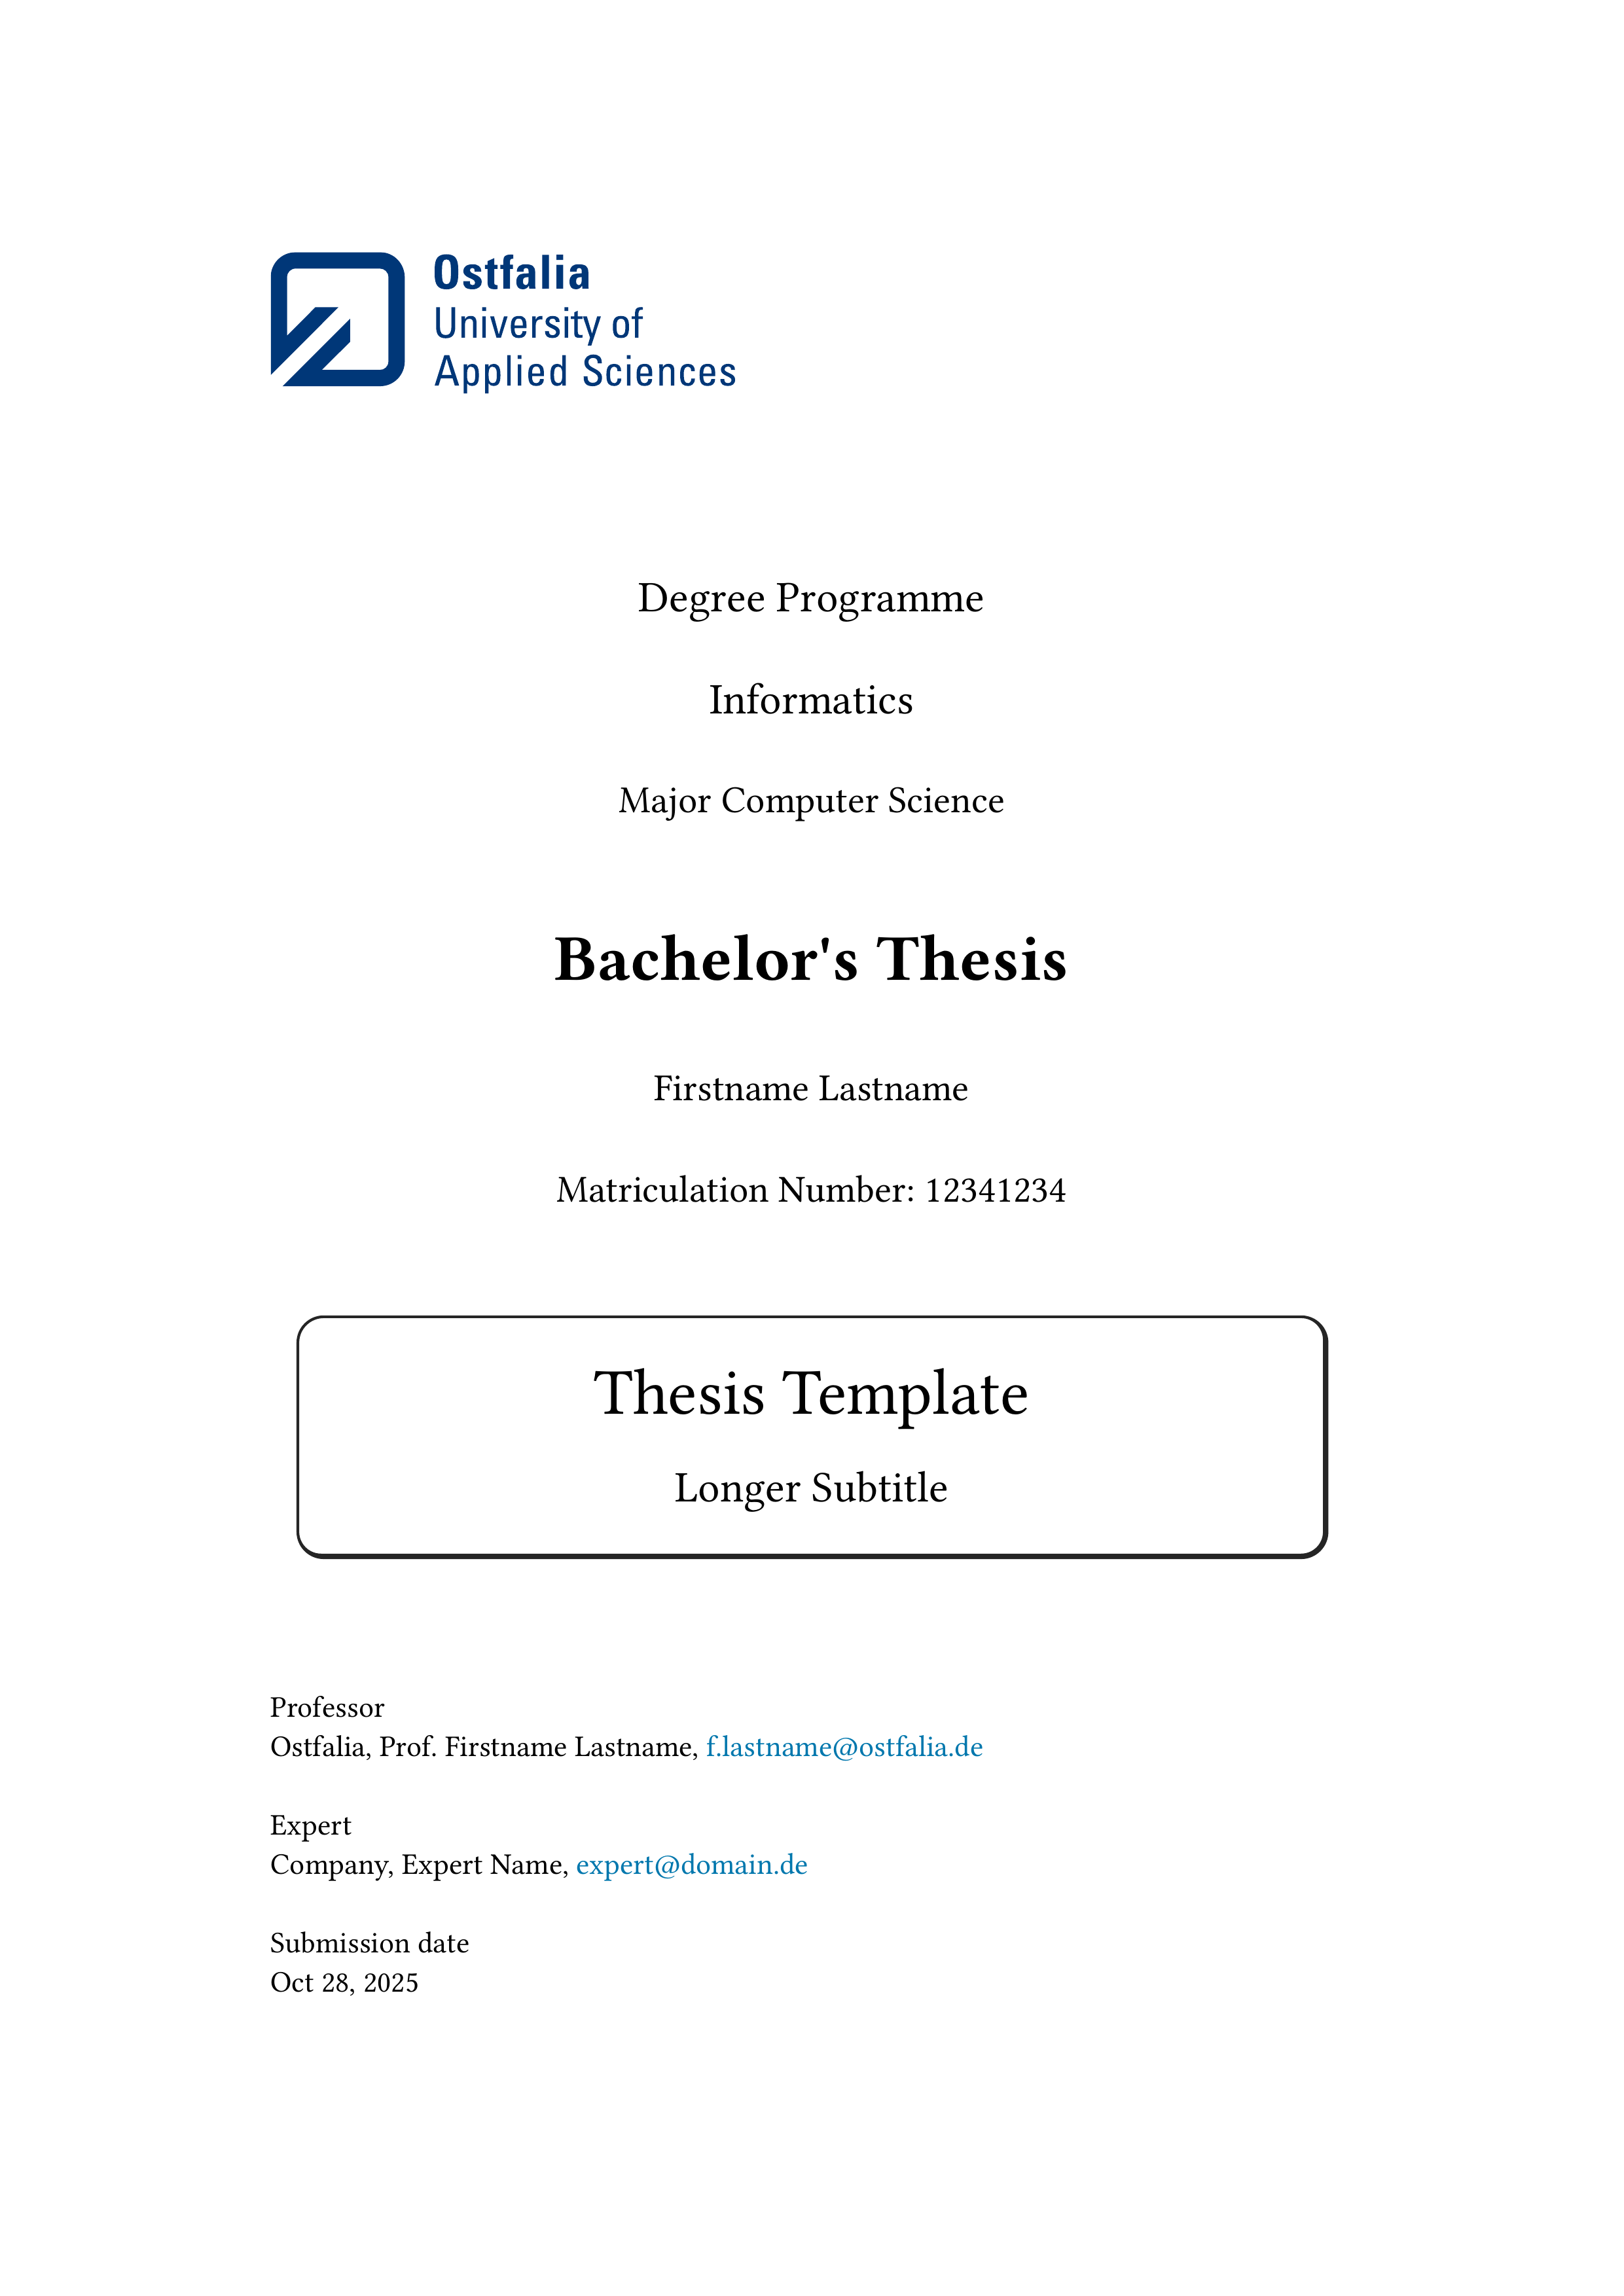 Ostfalia
University of
Applied Sciences
Degree Programme
Informatics
Major Computer Science
Bachelor's Thesis
Firstname Lastname
Matriculation Number: 12341234
Thesis Template
Longer Subtitle
Professor
Ostfalia, Prof. Firstname Lastname, f.lastname@ostfalia.de
Expert
Company, Expert Name, expert@domain.de
Submission date
Oct 28, 2025